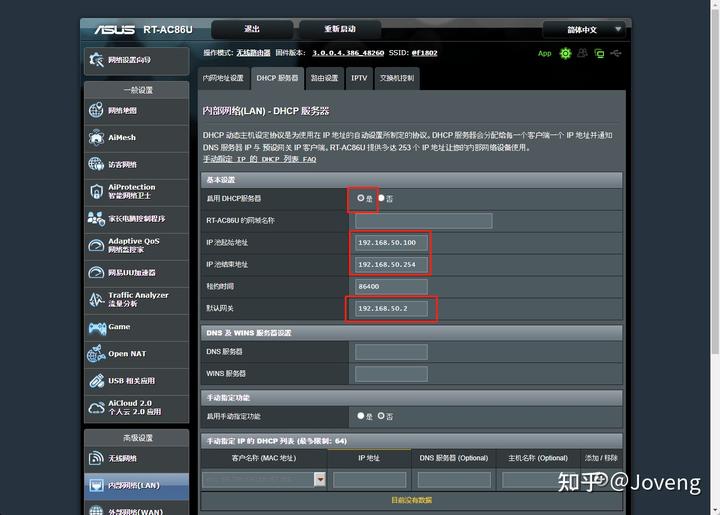 ASUS RT-AC86U 退出 重新启动 简体中文
操作模式: 无线路由器 固件版本: 3.0.0.4.386_48260 SSID: @f1802 App
网络设置向导
一般设置
网络地图
AiMesh
访客网络
AiProtection
智能网络卫士
家长电脑控制程序
Adaptive QoS
网络监控家
网易UU加速器
Traffic Analyzer
流量分析
Game
Open NAT
USB 相关应用
AiCloud 2.0
个人云 2.0 应用
高级设置
无线网络
内部网络(LAN)
外部网络(WAN)
内网地址设置 DHCP 服务器 路由设置 IPTV 交换机控制
内部网络(LAN) - DHCP 服务器
DHCP 动态主机设定协议是为使用在 IP 地址的自动设置所制定的协议。DHCP 服务器会分配给每一个客户端一个 IP 地址并通知
DNS 服务器 IP 与 预设网关 IP 客户端。RT-AC86U 提供多达 253 个 IP 地址让您的内部网络设备使用。
手动指定 IP 的 DHCP 列表 FAQ
基本设置
启用 DHCP服务器 是 否
RT-AC86U 的网域名称
IP 池起始地址 192.168.50.100
IP 池结束地址 192.168.50.254
租约时间 86400
默认网关 192.168.50.2
DNS 及 WINS 服务器设置
DNS 服务器
WINS 服务器
手动指定功能
启用手动指定功能 是 否
手动指定 IP 的 DHCP 列表 (最多限制: 64)
客户名称 (MAC 地址) IP 地址 DNS 服务器 (Optional) 主机名称 (Optional) 添加 / 移除
目前没有数据
知乎 @Joveng